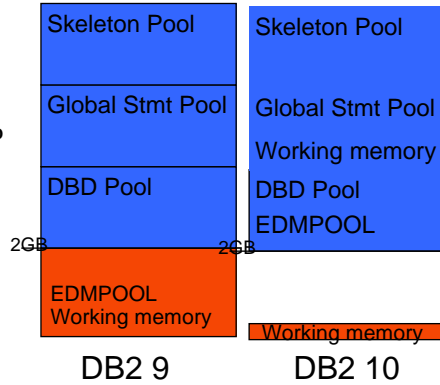 Skeleton Pool
Global Stmt Pool
DBD Pool
2GB
EDMPOOL
Working memory
DB2 9
Skeleton Pool
Global Stmt Pool
Working memory
DBD Pool
EDMPOOL
2GB
Working memory
DB2 10